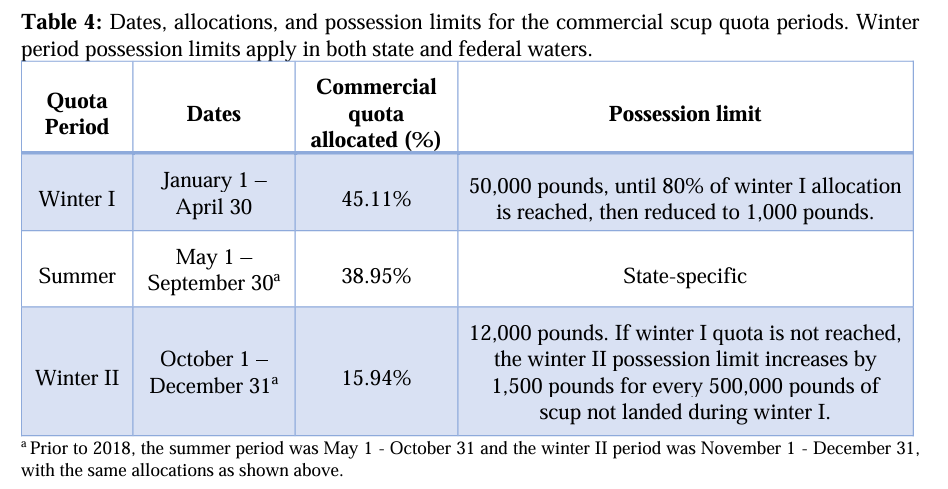 Table 4: Dates, allocations, and possession limits for the commercial scup quota periods. Winter
period possession limits apply in both state and federal waters.
Quota
Period
Dates
Commercial
quota
allocated (%)
Possession limit
Winter I
January 1 –
April 30
45.11%
50,000 pounds, until 80% of winter I allocation
is reached, then reduced to 1,000 pounds.
Summer
May 1 –
September 30ᵃ
38.95%
State-specific
Winter II
October 1 –
December 31ᵃ
15.94%
12,000 pounds. If winter I quota is not reached,
the winter II possession limit increases by
1,500 pounds for every 500,000 pounds of
scup not landed during winter I.
ᵃ Prior to 2018, the summer period was May 1 - October 31 and the winter II period was November 1 - December 31,
with the same allocations as shown above.